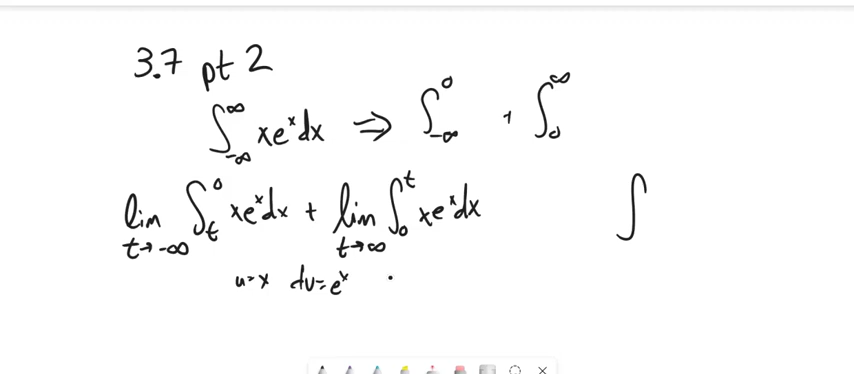 3.7 pt 2
∫_{-∞}^{∞} xe^x dx ⇒ ∫_{-∞}^{0} + ∫_{0}^{∞}
lim_{t→-∞} ∫_{t}^{0} xe^x dx + lim_{t→∞} ∫_{0}^{t} xe^x dx ∫
u=x dv=e^x